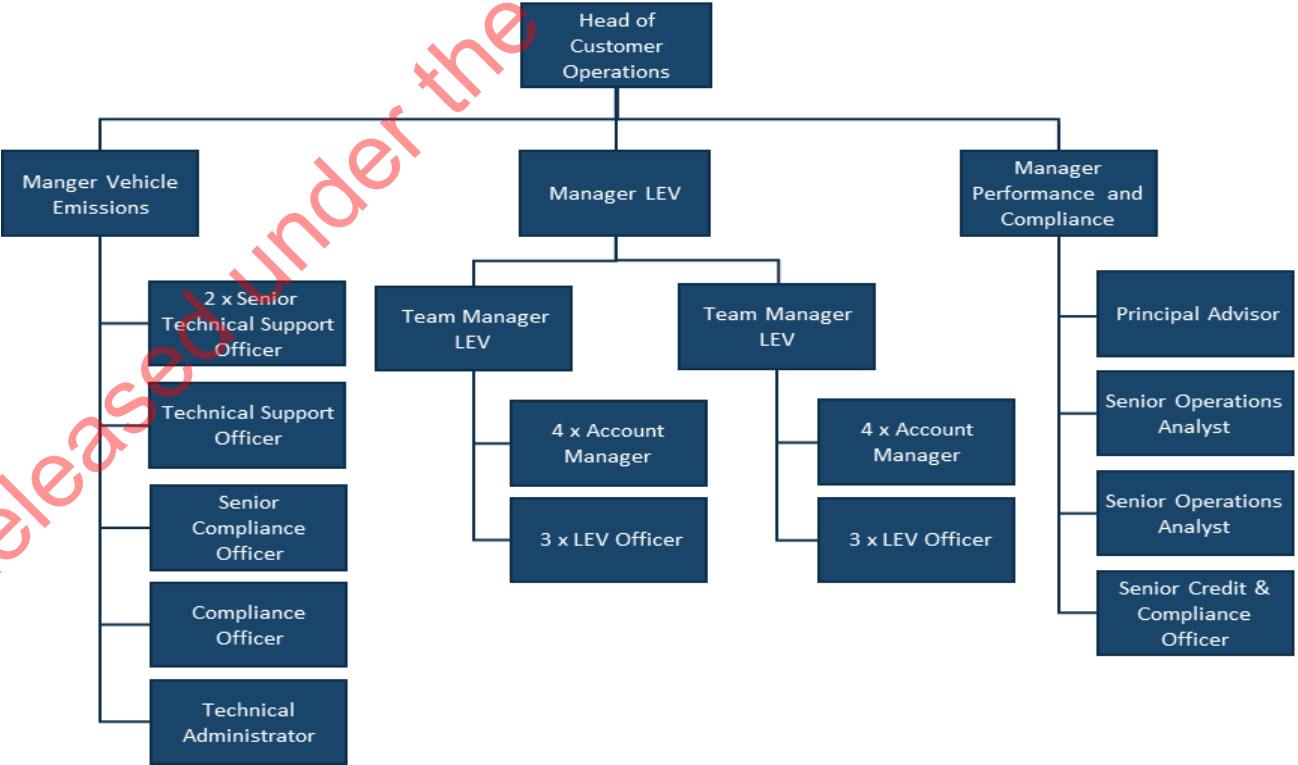 Head of
Customer
Operations
Manger Vehicle
Emissions
2 x Senior
Technical Support
Officer
Technical Support
Officer
Senior
Compliance
Officer
Compliance
Officer
Technical
Administrator
Manager LEV
Team Manager
LEV
4 x Account
Manager
3 x LEV Officer
Team Manager
LEV
4 x Account
Manager
3 x LEV Officer
Manager
Performance and
Compliance
Principal Advisor
Senior Operations
Analyst
Senior Operations
Analyst
Senior Credit &
Compliance
Officer
eleased under the